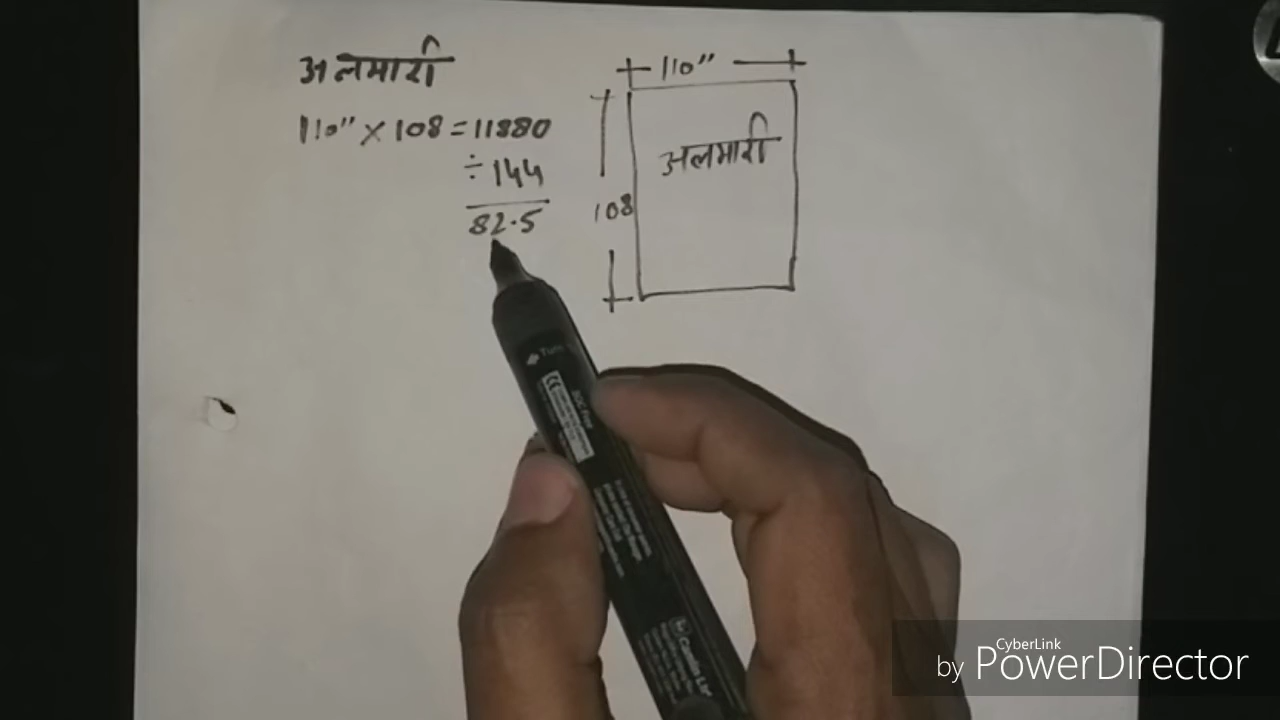 अलमारी
110" × 108 = 11880
÷ 144
82.5
110"
अलमारी
108
CyberLink
by PowerDirector